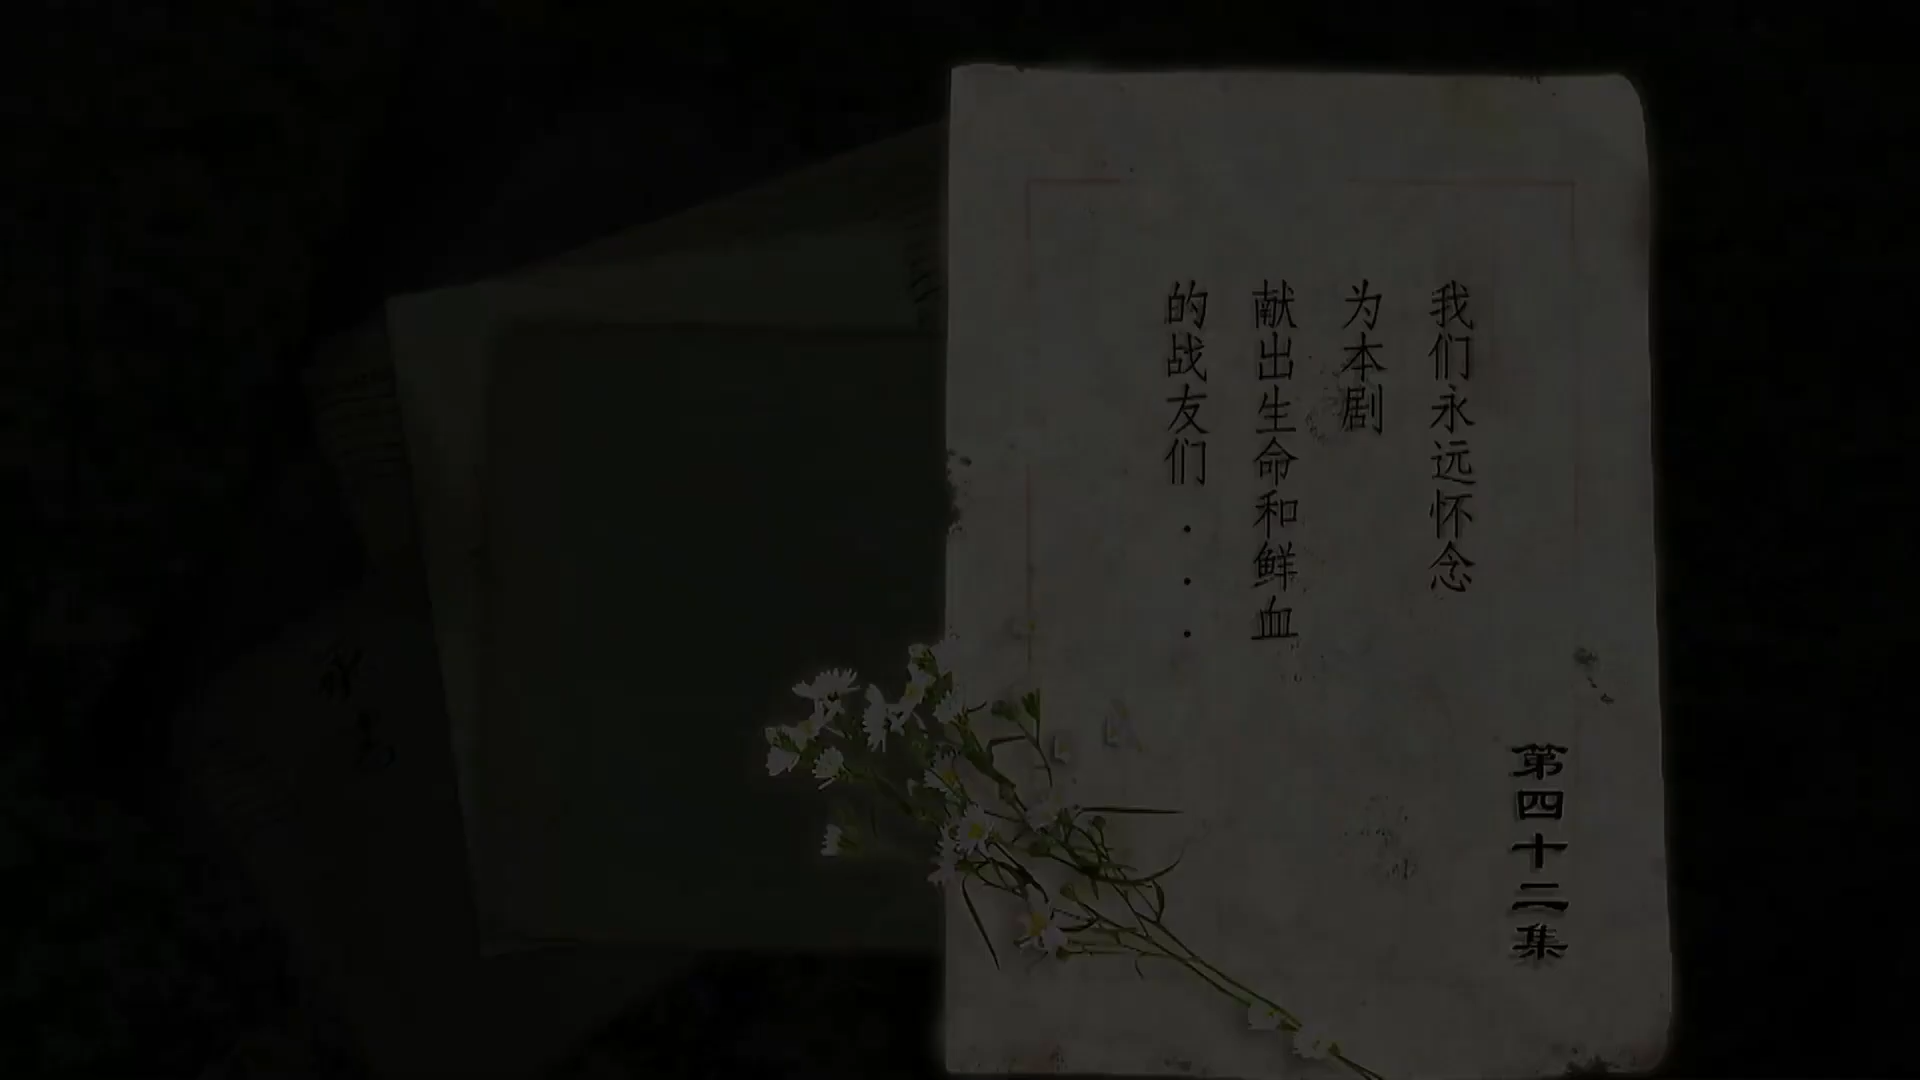 我们永远怀念
为本剧
献出生命和鲜血
的战友们...
第四十二集